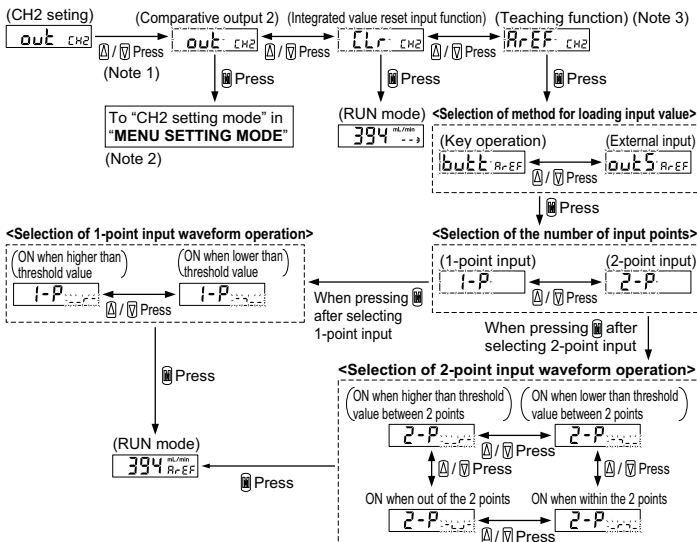 (CH2 seting)
(Comparative output 2)
(Integrated value reset input function)
(Teaching function) (Note 3)
out CH2
/ Press
(Note 1)
out CH2
/ Press
CLr CH2
/ Press
ArEF CH2
M Press
M Press
M Press
To "CH2 setting mode" in
"MENU SETTING MODE"
(Note 2)
(RUN mode)
394 mL/min
<Selection of method for loading input value>
(Key operation)
(External input)
butt ArEF
/ Press
outS ArEF
M Press
<Selection of 1-point input waveform operation>
(ON when higher than
threshold value)
(ON when lower than
threshold value)
1-P
/ Press
1-P
<Selection of the number of input points>
(1-point input)
(2-point input)
1-P
/ Press
2-P
When pressing M
after selecting
1-point input
When pressing M after
selecting 2-point input
M Press
<Selection of 2-point input waveform operation>
(ON when higher than threshold
value between 2 points)
(ON when lower than threshold
value between 2 points)
2-P
/ Press
2-P
/ Press
/ Press
ON when out of the 2 points
ON when within the 2 points
2-P
/ Press
2-P
(RUN mode)
394 mL/min ArEF
M Press